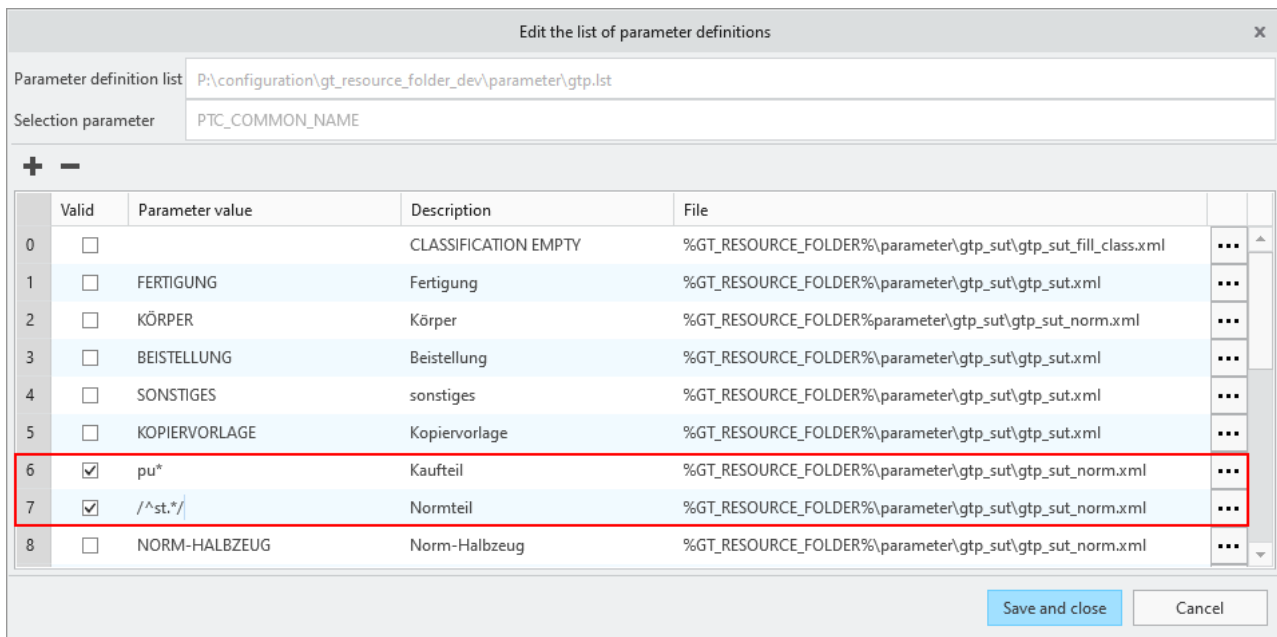 Edit the list of parameter definitions x
Parameter definition list P:\configuration\gt_resource_folder_dev\parameter\gtp.lst
Selection parameter PTC_COMMON_NAME
Valid Parameter value Description File
0 CLASSIFICATION EMPTY %GT_RESOURCE_FOLDER%\parameter\gtp_sut\gtp_sut_fill_class.xml ...
1 FERTIGUNG Fertigung %GT_RESOURCE_FOLDER%\parameter\gtp_sut\gtp_sut.xml ...
2 KÖRPER Körper %GT_RESOURCE_FOLDER%parameter\gtp_sut\gtp_sut_norm.xml ...
3 BEISTELLUNG Beistellung %GT_RESOURCE_FOLDER%\parameter\gtp_sut\gtp_sut.xml ...
4 SONSTIGES sonstiges %GT_RESOURCE_FOLDER%\parameter\gtp_sut\gtp_sut.xml ...
5 KOPIERVORLAGE Kopiervorlage %GT_RESOURCE_FOLDER%\parameter\gtp_sut\gtp_sut.xml ...
6 pu* Kaufteil %GT_RESOURCE_FOLDER%\parameter\gtp_sut\gtp_sut_norm.xml ...
7 /^st.*/ Normteil %GT_RESOURCE_FOLDER%\parameter\gtp_sut\gtp_sut_norm.xml ...
8 NORM-HALBZEUG Norm-Halbzeug %GT_RESOURCE_FOLDER%\parameter\gtp_sut\gtp_sut_norm.xml ...
Save and close Cancel